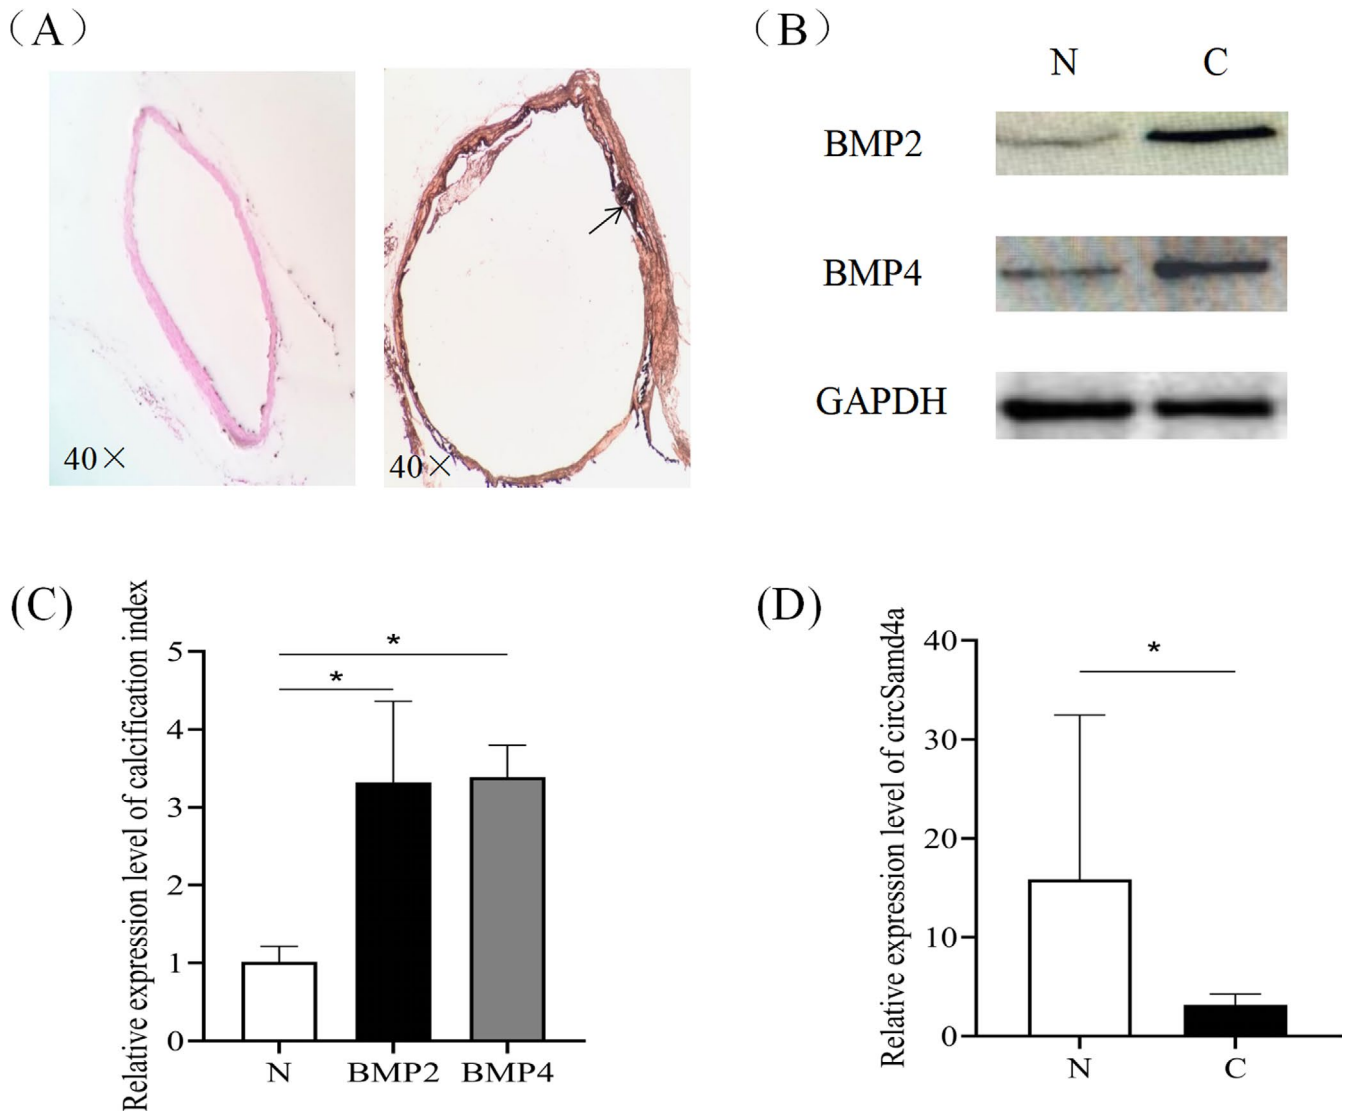 （A）
40×
40×
（B）
N C
BMP2
BMP4
GAPDH
(C)
Relative expression level of calcification index
5
4
3
2
1
0
*
*
N BMP2 BMP4
(D)
Relative expression level of circSamd4a
40
30
20
10
0
*
N C